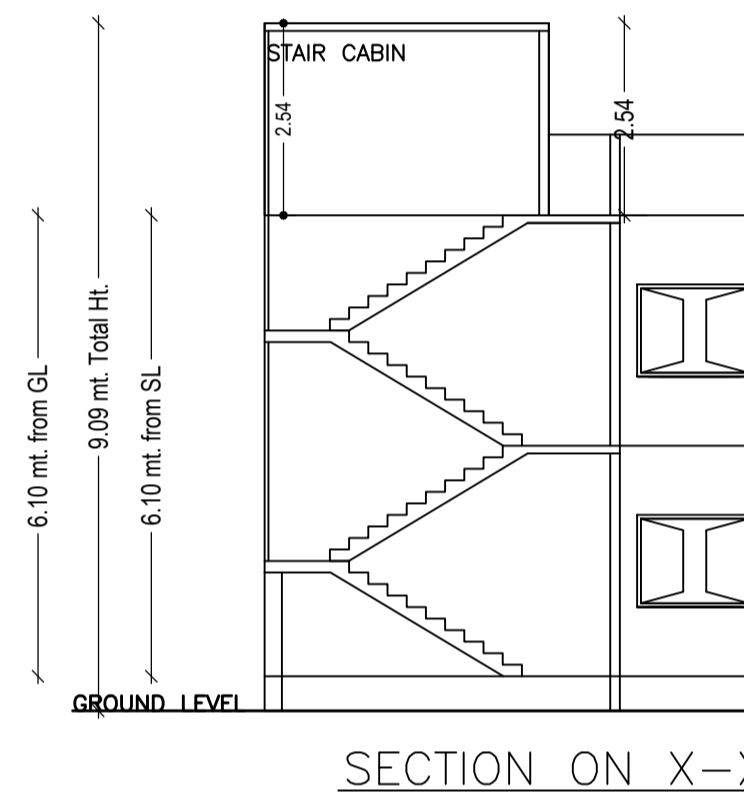 STAIR CABIN
2.54
2.54
6.10 mt. from GL
9.09 mt. Total Ht.
6.10 mt. from SL
GROUND LEVEL
SECTION ON X-X